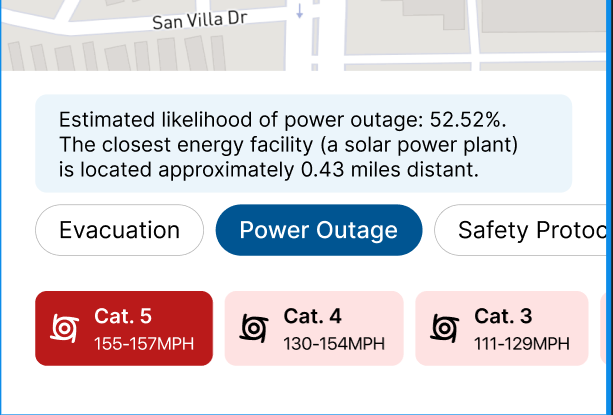 San Villa Dr
Estimated likelihood of power outage: 52.52%.
The closest energy facility (a solar power plant)
is located approximately 0.43 miles distant.
Evacuation Power Outage Safety Protoc
Cat. 5 Cat. 4 Cat. 3
155-157MPH 130-154MPH 111-129MPH